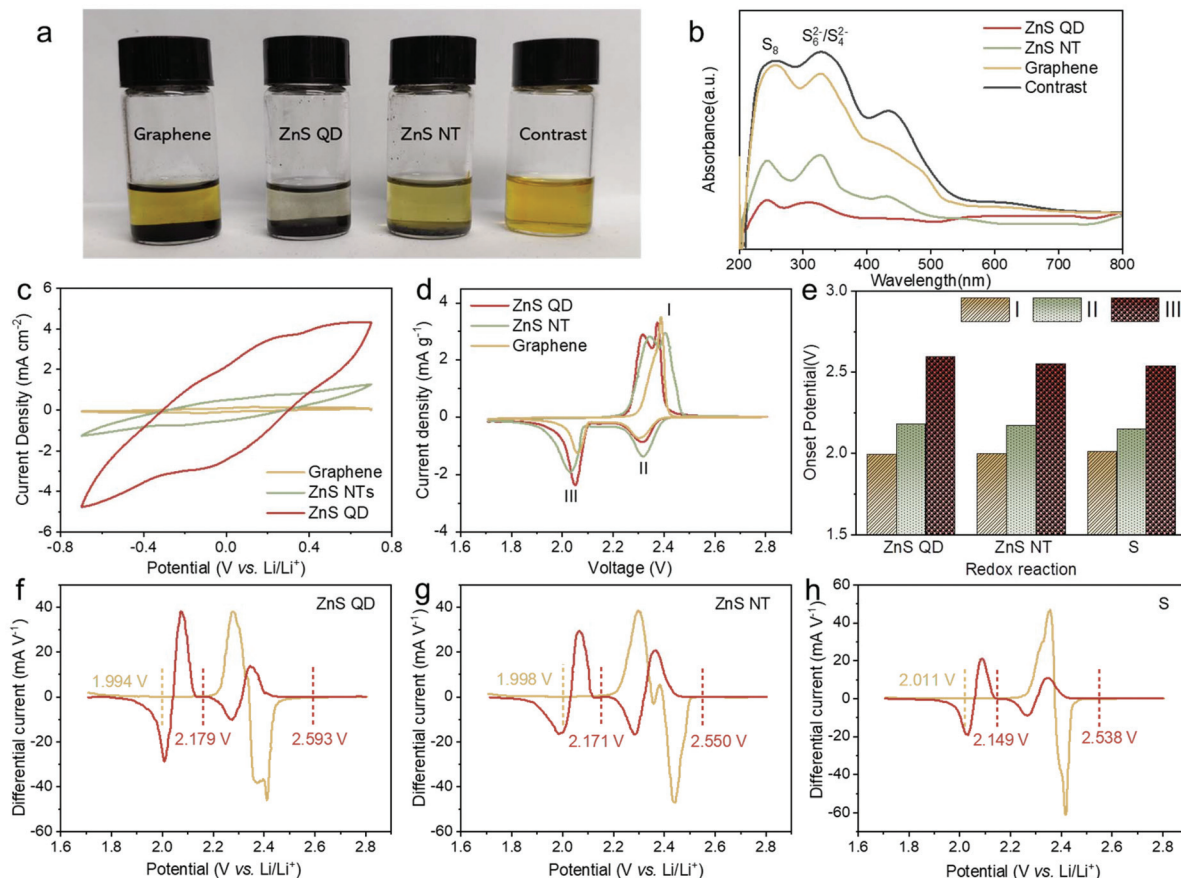 a
Graphene
ZnS QD
ZnS NT
Contrast
b
S₈
S₆²⁻/S₄²⁻
ZnS QD
ZnS NT
Graphene
Contrast
Absorbance(a.u.)
200 300 400 500 600 700 800
Wavelength(nm)
c
Current Density (mA cm⁻²)
6
4
2
0
-2
-4
-6
Graphene
ZnS NTs
ZnS QD
-0.8 -0.4 0.0 0.4 0.8
Potential (V vs. Li/Li⁺)
d
ZnS QD
ZnS NT
Graphene
I
II
III
Current density (mA g⁻¹)
4
2
0
-2
-4
1.6 1.8 2.0 2.2 2.4 2.6 2.8
Voltage (V)
e
I II III
Onset Potential(V)
3.0
2.5
2.0
1.5
ZnS QD ZnS NT S
Redox reaction
f
ZnS QD
Differential current (mA V⁻¹)
40
20
0
-20
-40
-60
1.994 V
2.179 V
2.593 V
1.6 1.8 2.0 2.2 2.4 2.6 2.8
Potential (V vs. Li/Li⁺)
g
ZnS NT
Differential current (mA V⁻¹)
40
20
0
-20
-40
-60
1.998 V
2.171 V
2.550 V
1.6 1.8 2.0 2.2 2.4 2.6 2.8
Potential (V vs. Li/Li⁺)
h
S
Differential current (mA V⁻¹)
60
40
20
0
-20
-40
-60
2.011 V
2.149 V
2.538 V
1.6 1.8 2.0 2.2 2.4 2.6 2.8
Potential (V vs. Li/Li⁺)